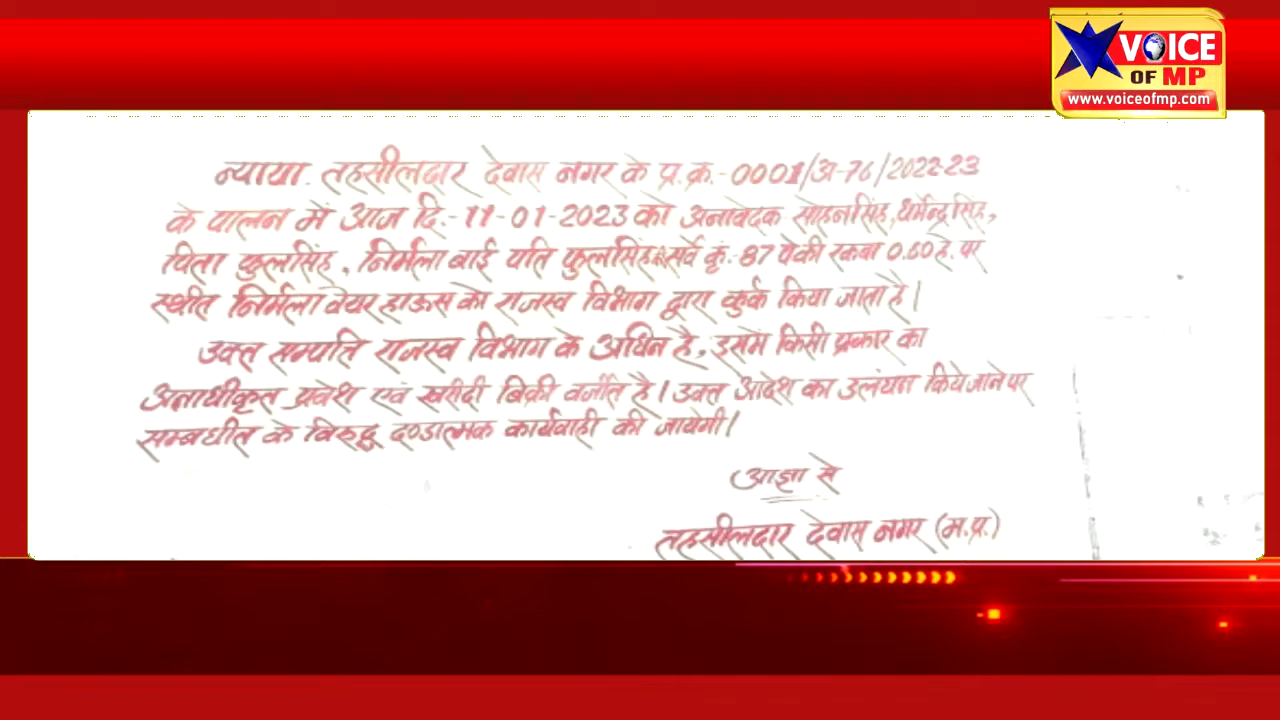 VOICE
OF MP
www.voiceofmp.com
न्याया. तहसीलदार देवास नगर के प्र.क्र.-0001/अ-76/2022-23
के पालन में आज दि.-11-01-2023 को अनावेदक सोहनसिंह, धर्मेन्द्रसिंह,
पिता फुलसिंह, निर्मला बाई पति फुलसिंह सर्वे कृं.-87 पैकी रकबा 0.60 हे. पर
स्थीत निर्मला वेयर हाऊस को राजस्व विभाग द्वारा कुर्क किया जाता है।
उक्त सम्पति राजस्व विभाग के अधिन है, इसमें किसी प्रकार का
अनाधीकृत प्रवेश एवं खरीदी बिक्री वर्जीत है। उक्त आदेश का उलंघन किये जाने पर
सम्बधीत के विरुद्ध दण्डात्मक कार्यवाही की जायेगी।
आज्ञा से
तहसीलदार देवास नगर (म.प्र.)